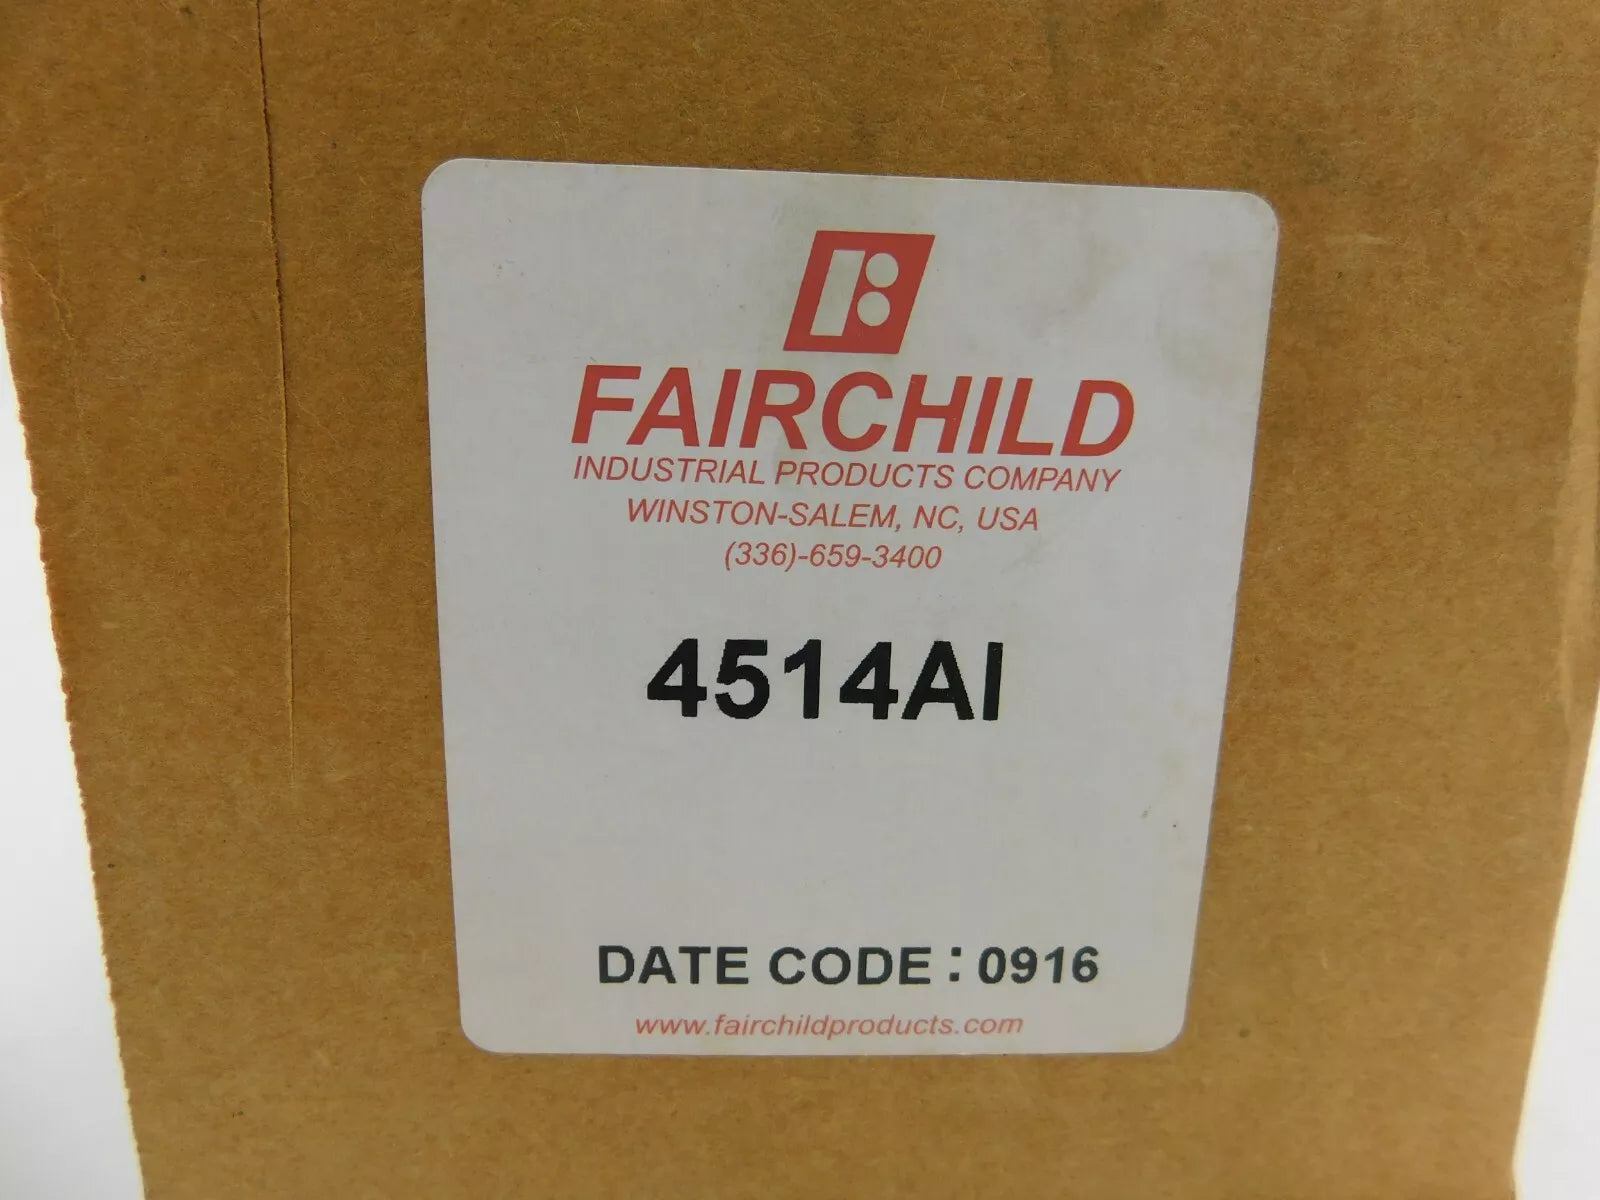 FAIRCHILD
INDUSTRIAL PRODUCTS COMPANY
WINSTON-SALEM, NC, USA
(336)-659-3400
4514AI
DATE CODE: 0916
www.fairchildproducts.com